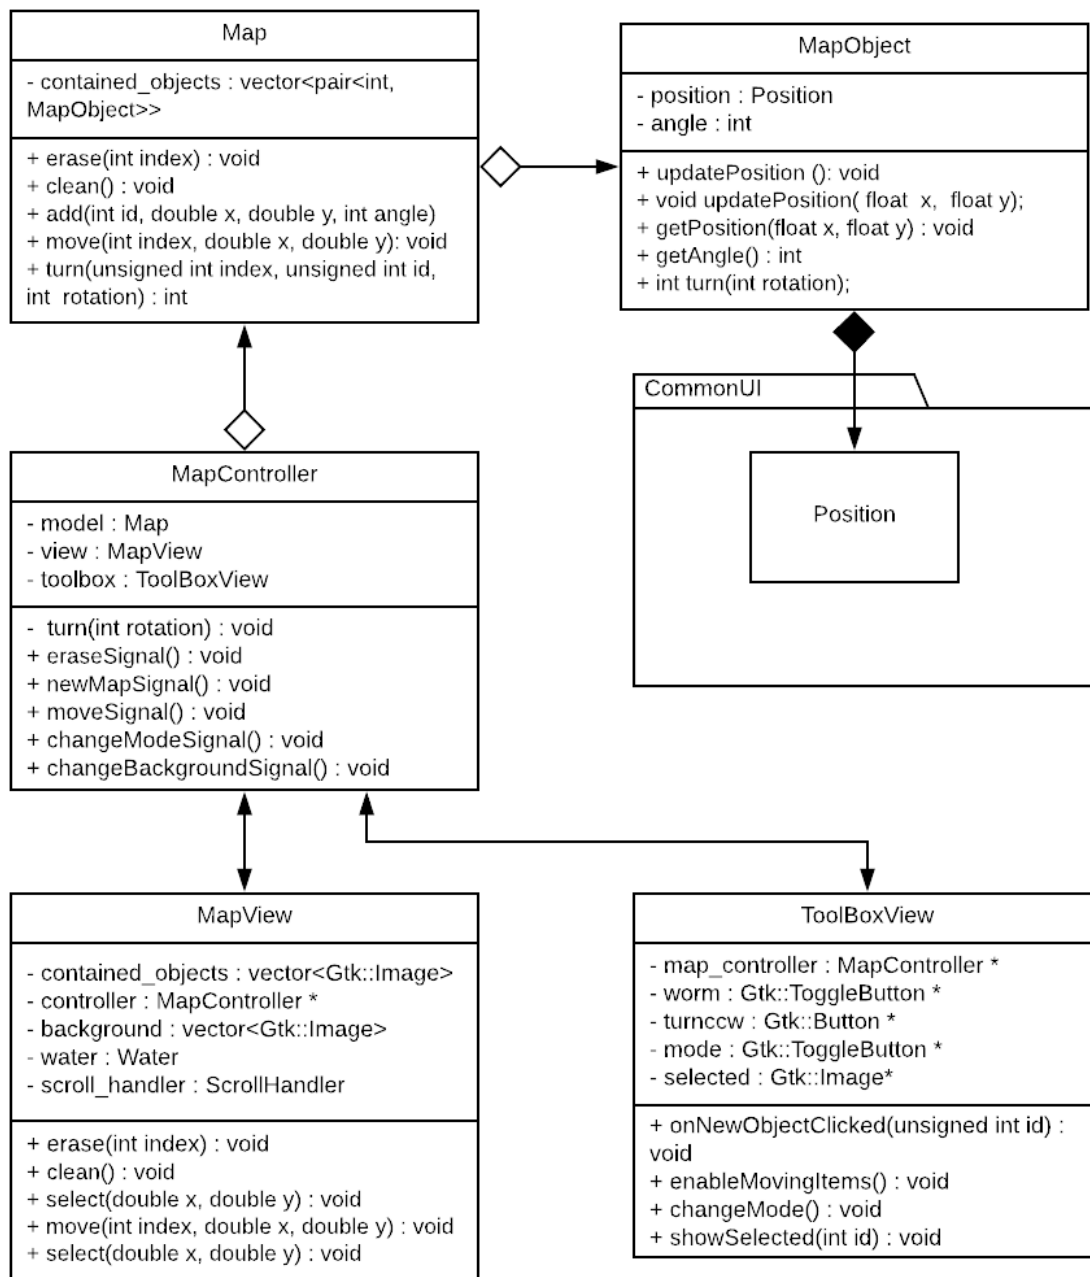 Map
- contained_objects : vector<pair<int,
MapObject>>
+ erase(int index) : void
+ clean() : void
+ add(int id, double x, double y, int angle)
+ move(int index, double x, double y): void
+ turn(unsigned int index, unsigned int id,
int rotation) : int
MapObject
- position : Position
- angle : int
+ updatePosition (): void
+ void updatePosition( float x, float y);
+ getPosition(float x, float y) : void
+ getAngle() : int
+ int turn(int rotation);
CommonUI
Position
MapController
- model : Map
- view : MapView
- toolbox : ToolBoxView
- turn(int rotation) : void
+ eraseSignal() : void
+ newMapSignal() : void
+ moveSignal() : void
+ changeModeSignal() : void
+ changeBackgroundSignal() : void
MapView
- contained_objects : vector<Gtk::Image>
- controller : MapController *
- background : vector<Gtk::Image>
- water : Water
- scroll_handler : ScrollHandler
+ erase(int index) : void
+ clean() : void
+ select(double x, double y) : void
+ move(int index, double x, double y) : void
+ select(double x, double y) : void
ToolBoxView
- map_controller : MapController *
- worm : Gtk::ToggleButton *
- turnccw : Gtk::Button *
- mode : Gtk::ToggleButton *
- selected : Gtk::Image*
+ onNewObjectClicked(unsigned int id) :
void
+ enableMovingItems() : void
+ changeMode() : void
+ showSelected(int id) : void